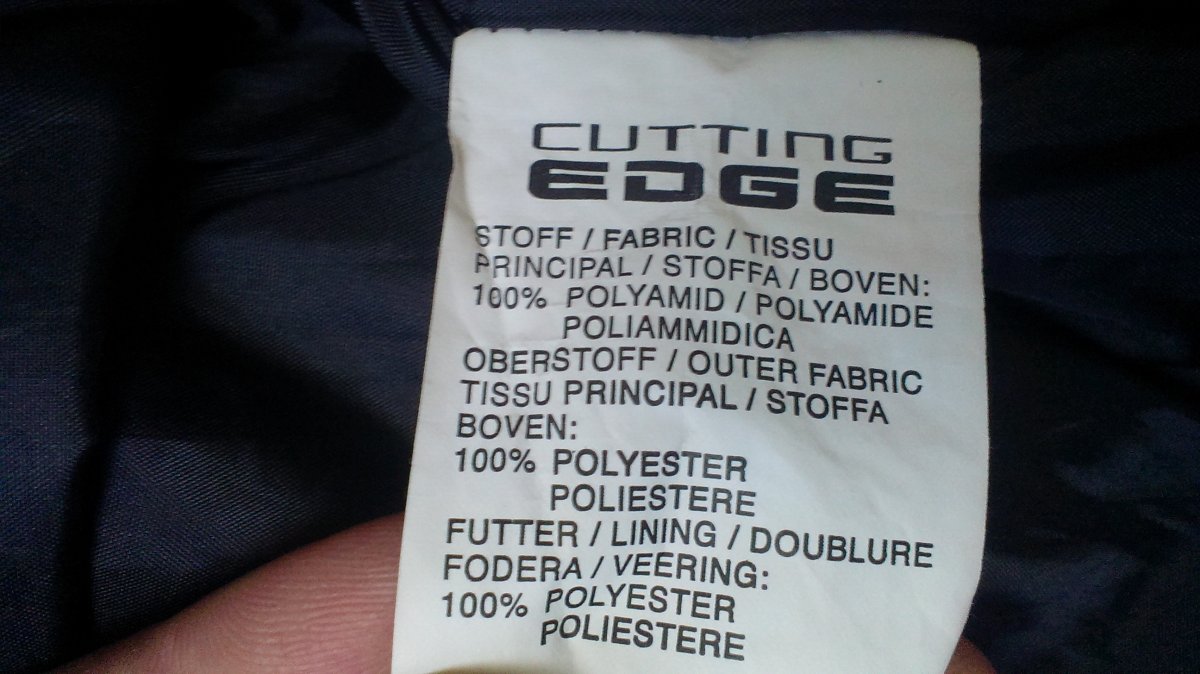 CUTTING
EDGE
STOFF / FABRIC / TISSU
PRINCIPAL / STOFFA / BOVEN:
100% POLYAMID / POLYAMIDE
POLIAMMIDICA
OBERSTOFF / OUTER FABRIC
TISSU PRINCIPAL / STOFFA
BOVEN:
100% POLYESTER
POLIESTERE
FUTTER / LINING / DOUBLURE
FODERA / VEERING:
100% POLYESTER
POLIESTERE